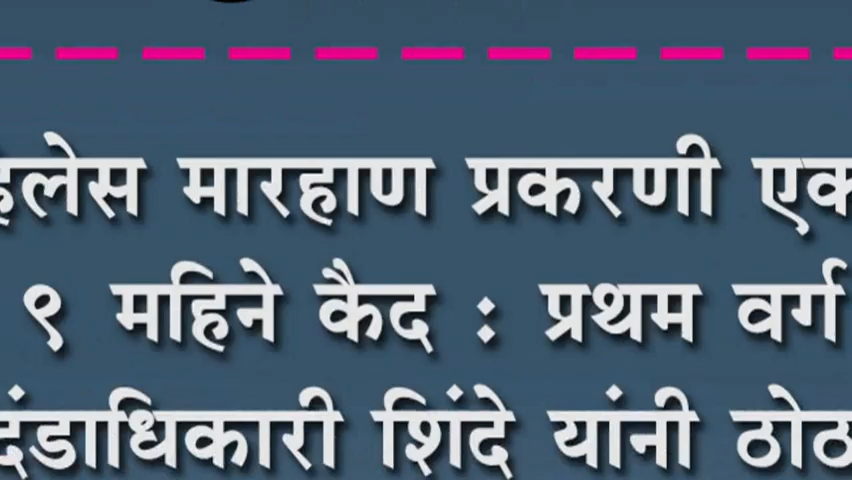 मारहाण प्रकरणी
९ महिने कैद : प्रथम वर्ग
दंडाधिकारी शिंदे यांनी